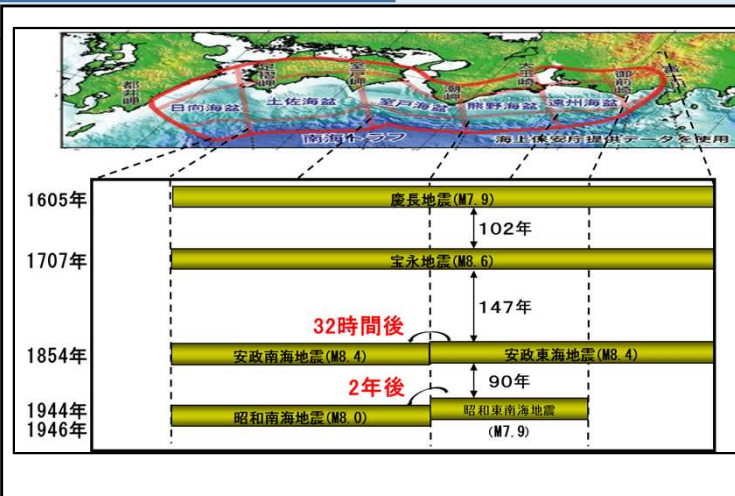 都井岬
足摺岬
室戸岬
潮岬
大王崎
御前崎
富士川
日向海盆
土佐海盆
室戸海盆
熊野海盆
遠州海盆
南海トラフ
海上保安庁提供データを使用
1605年
慶長地震(M7.9)
102年
1707年
宝永地震(M8.6)
147年
32時間後
1854年
安政南海地震(M8.4)
安政東海地震(M8.4)
2年後
90年
1944年
1946年
昭和南海地震(M8.0)
昭和東南海地震
(M7.9)